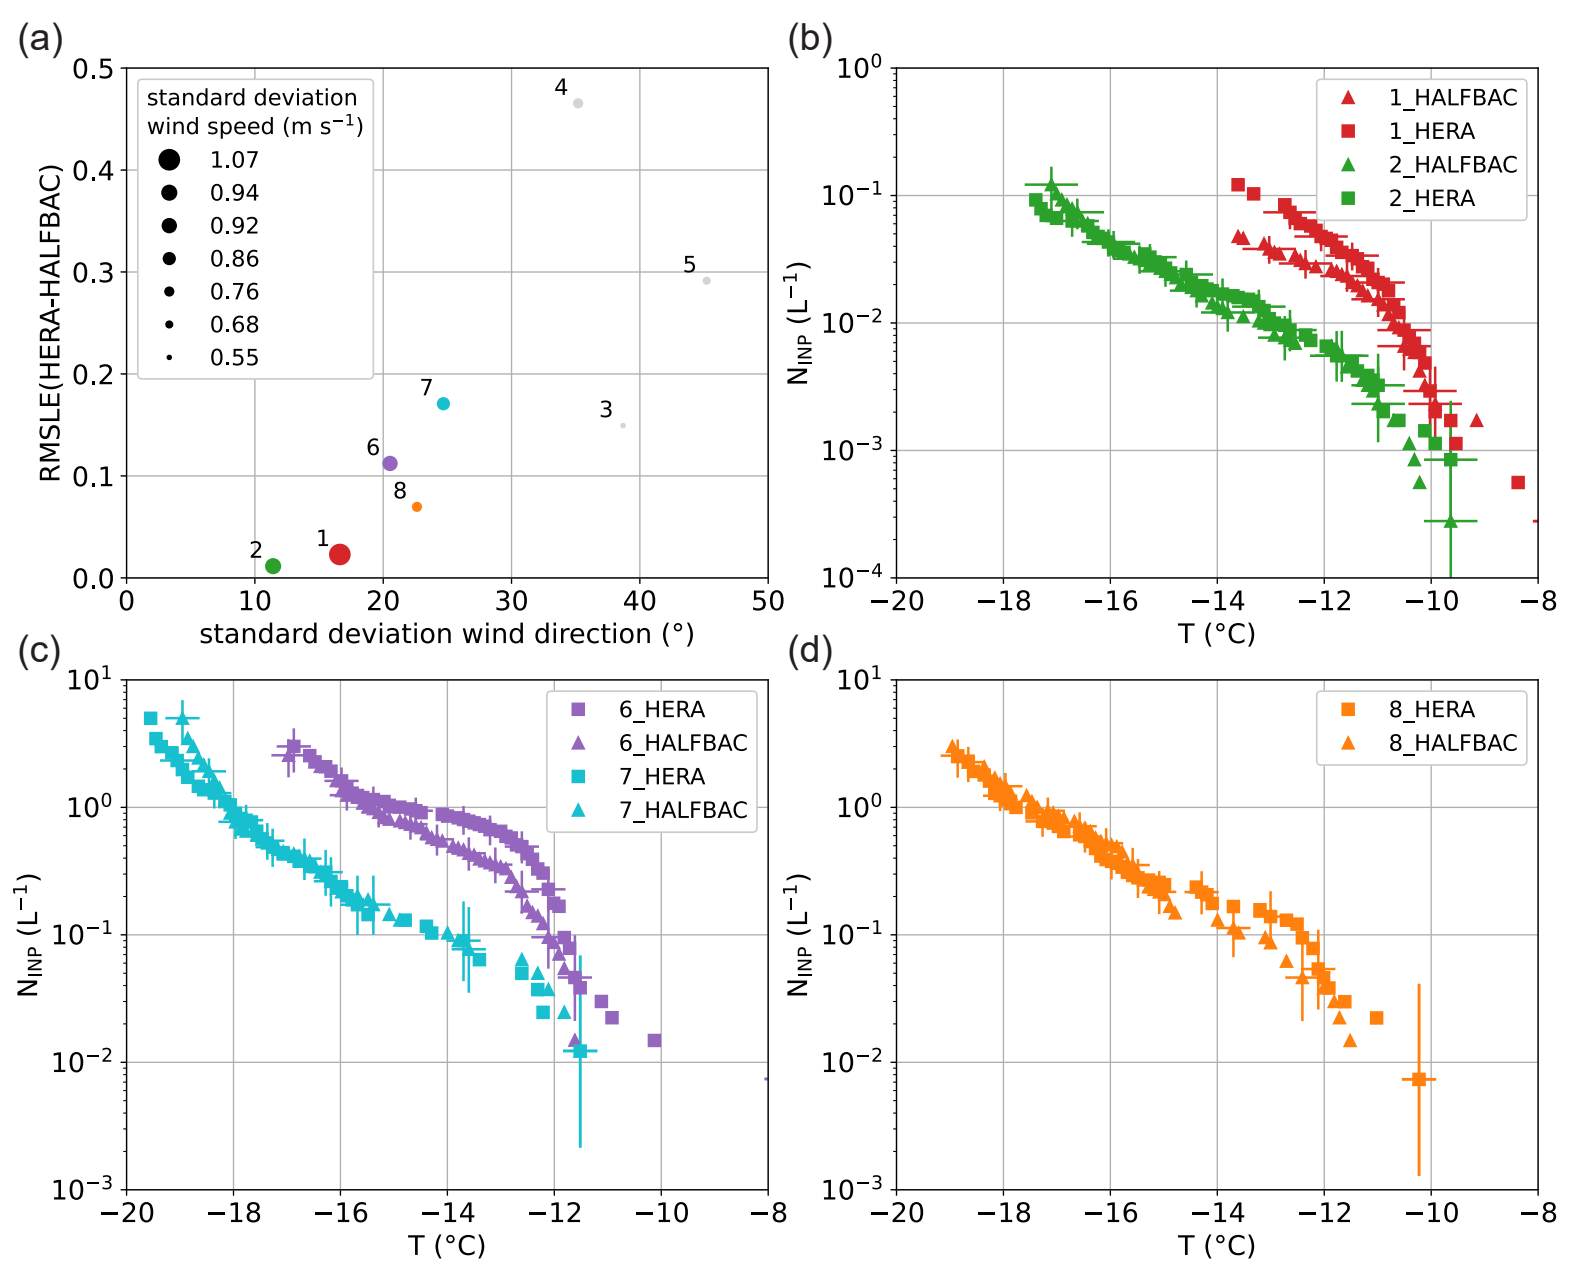 (a)
0.5
0.4
0.3
0.2
0.1
0.0
RMSLE(HERA-HALFBAC)
standard deviation
wind speed (m s⁻¹)
1.07
0.94
0.92
0.86
0.76
0.68
0.55
4
5
7
3
6
8
1
2
0 10 20 30 40 50
standard deviation wind direction (°)
(b)
10⁰
10⁻¹
10⁻²
10⁻³
10⁻⁴
N_INP (L⁻¹)
1_HALFBAC
1_HERA
2_HALFBAC
2_HERA
−20 −18 −16 −14 −12 −10 −8
T (°C)
(c)
10¹
10⁰
10⁻¹
10⁻²
10⁻³
N_INP (L⁻¹)
6_HERA
6_HALFBAC
7_HERA
7_HALFBAC
−20 −18 −16 −14 −12 −10 −8
T (°C)
(d)
10¹
10⁰
10⁻¹
10⁻²
10⁻³
N_INP (L⁻¹)
8_HERA
8_HALFBAC
−20 −18 −16 −14 −12 −10 −8
T (°C)